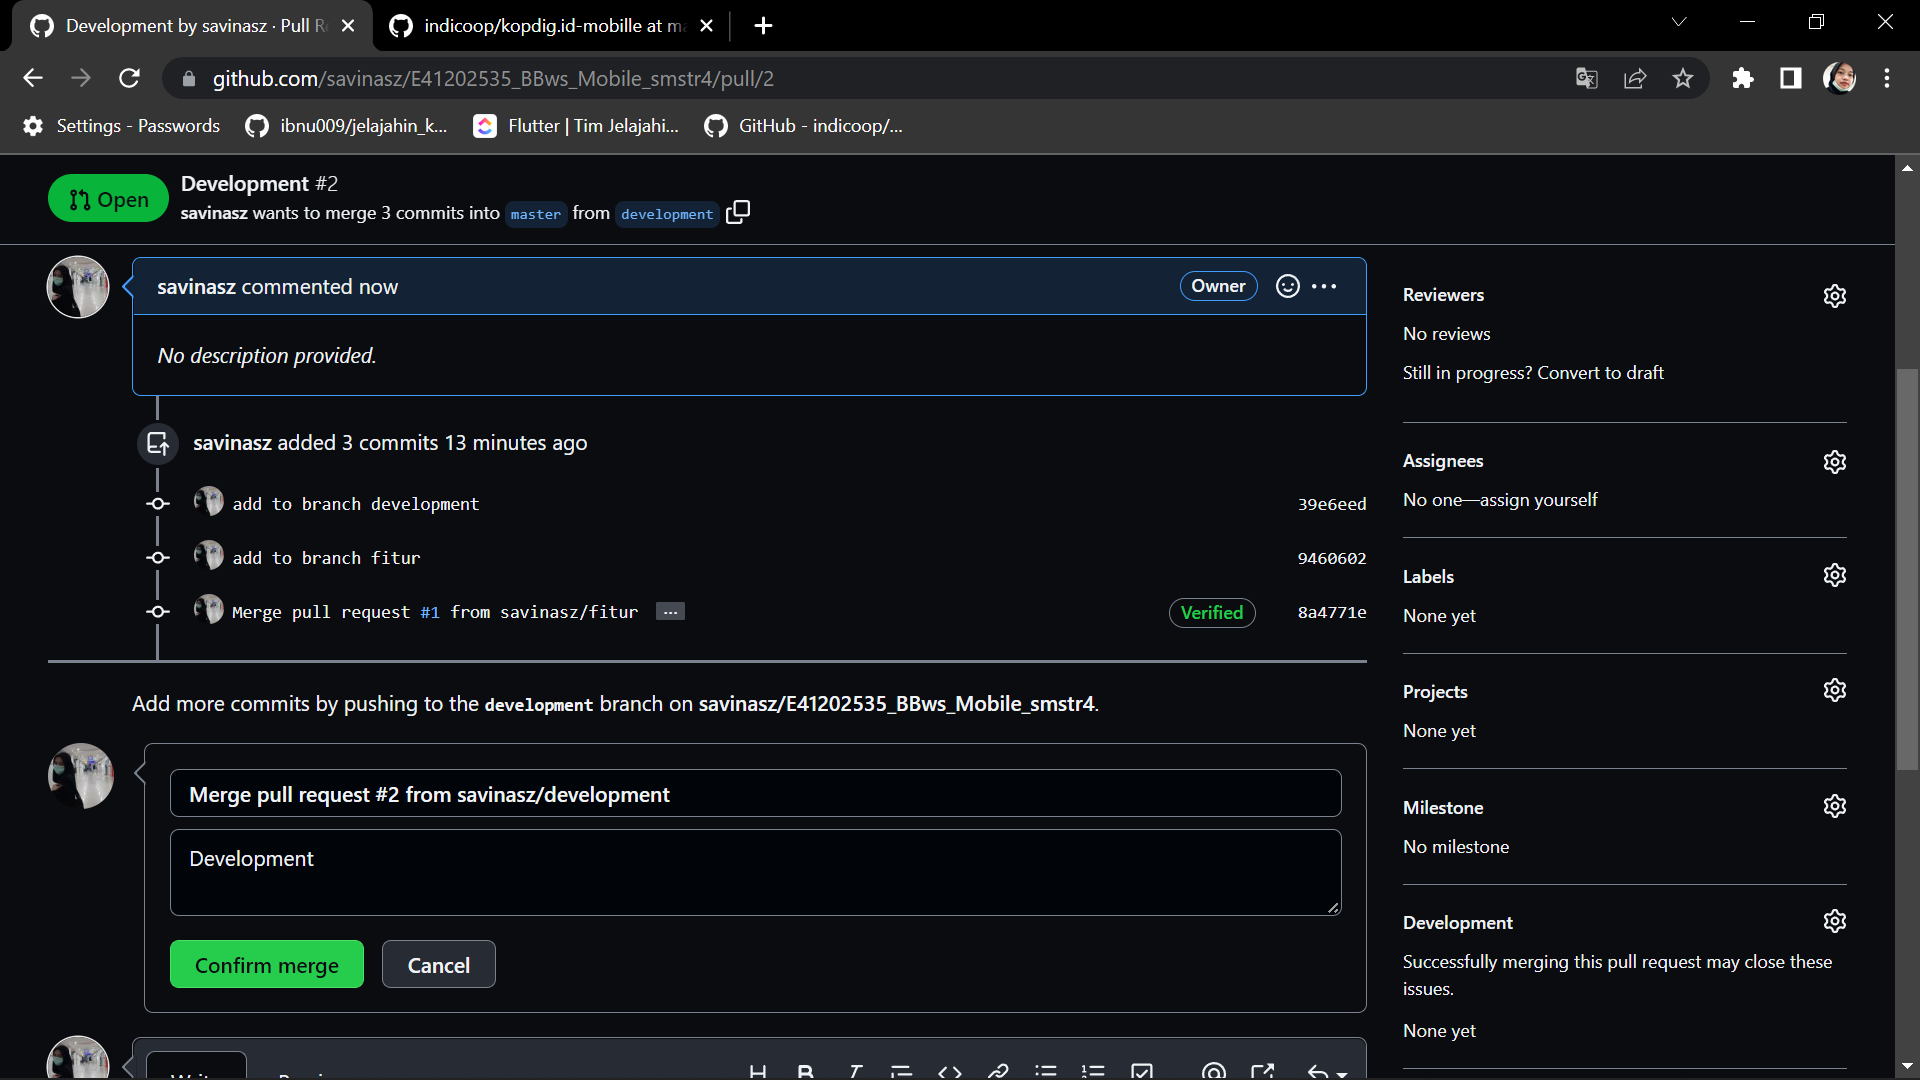 Development by savinasz · Pull R
indicoop/kopdig.id-mobille at ma
github.com/savinasz/E41202535_BBws_Mobile_smstr4/pull/2
Settings - Passwords
ibnu009/jelajahin_k...
Flutter | Tim Jelajahi...
GitHub - indicoop/...
Open
Development #2
savinasz wants to merge 3 commits into master from development
savinasz commented now
Owner
No description provided.
savinasz added 3 commits 13 minutes ago
add to branch development
39e6eed
add to branch fitur
9460602
Merge pull request #1 from savinasz/fitur ...
Verified
8a4771e
Add more commits by pushing to the development branch on savinasz/E41202535_BBws_Mobile_smstr4.
Merge pull request #2 from savinasz/development
Development
Confirm merge
Cancel
Reviewers
No reviews
Still in progress? Convert to draft
Assignees
No one—assign yourself
Labels
None yet
Projects
None yet
Milestone
No milestone
Development
Successfully merging this pull request may close these
issues.
None yet